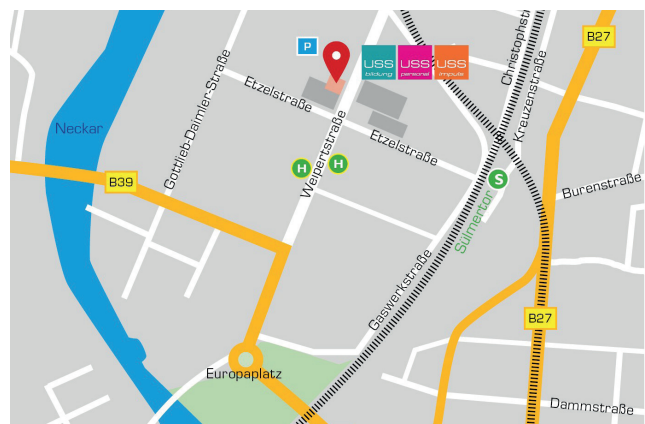 Christophstr
B27
P
USS
bildung
USS
personal
USS
impuls
Gottlieb-Daimler-Straße
Etzelstraße
Kreuzenstraße
Neckar
Weipertstraße
Etzelstraße
H
H
S
B39
Burenstraße
Sülmertor
Gaswerkstraße
B27
Europaplatz
Dammstraße